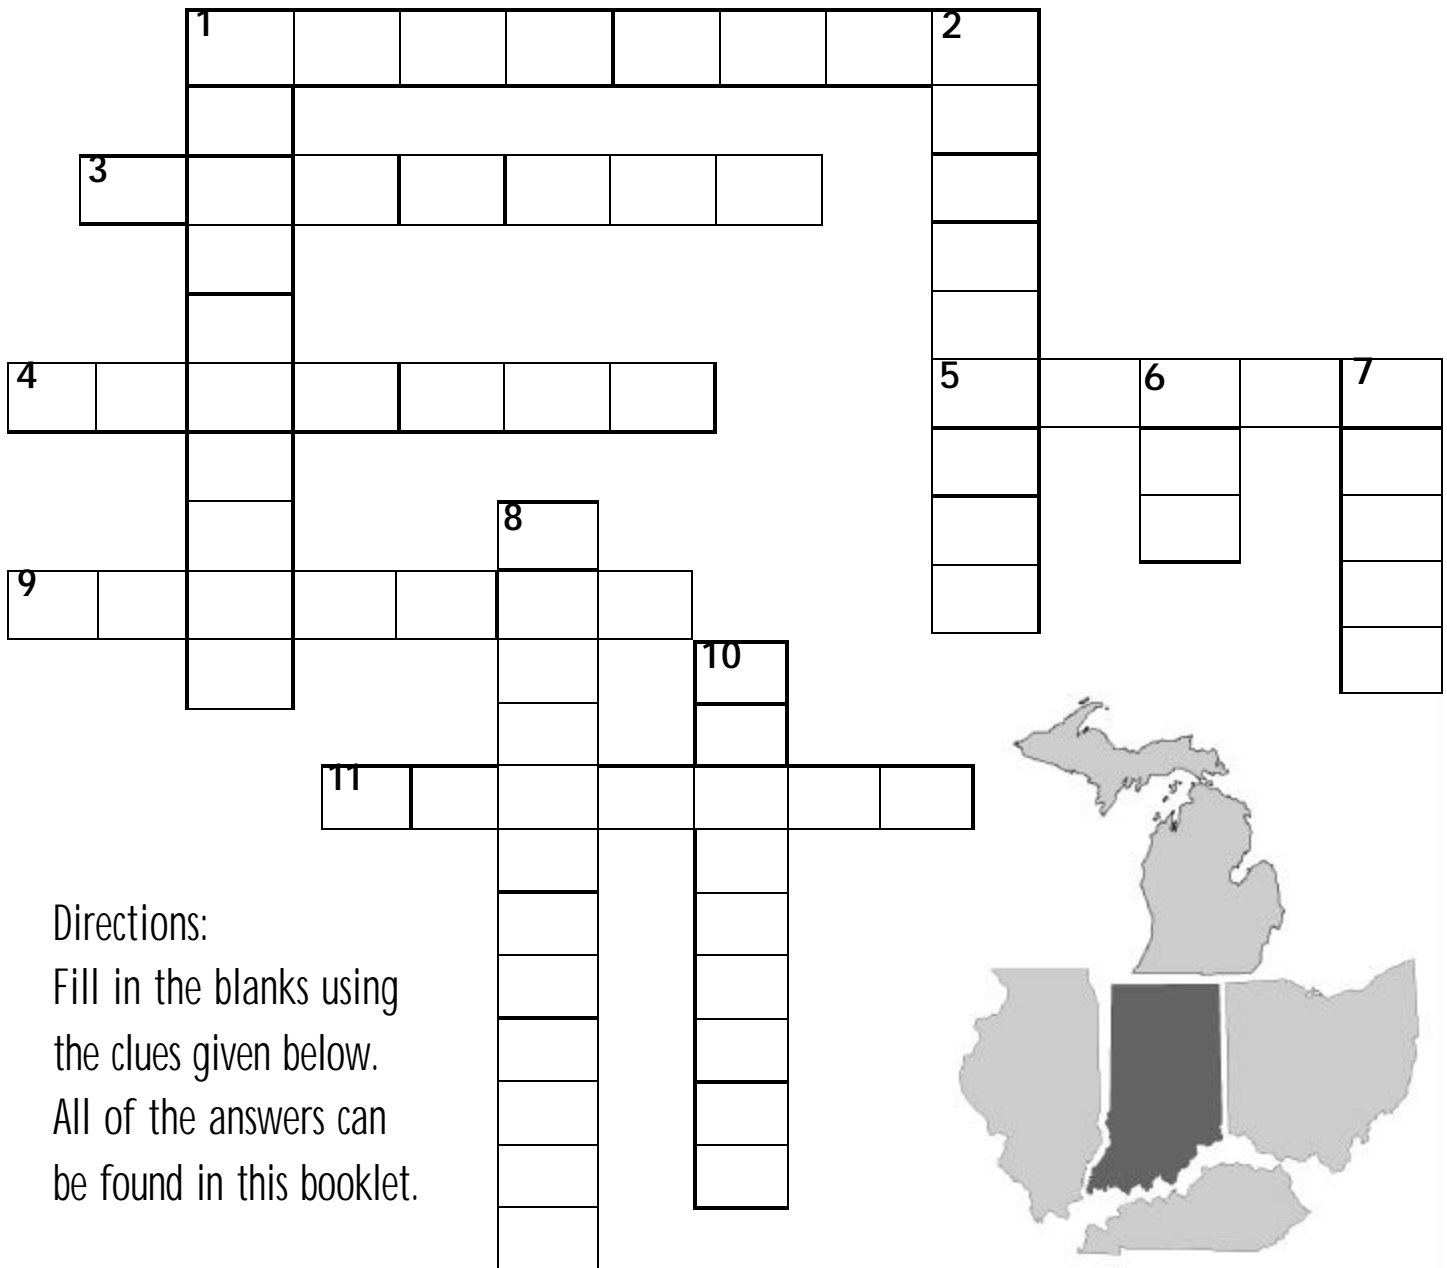 1 2
3
4 5 6 7
8
9
10
11
Directions:
Fill in the blanks using
the clues given below.
All of the answers can
be found in this booklet.